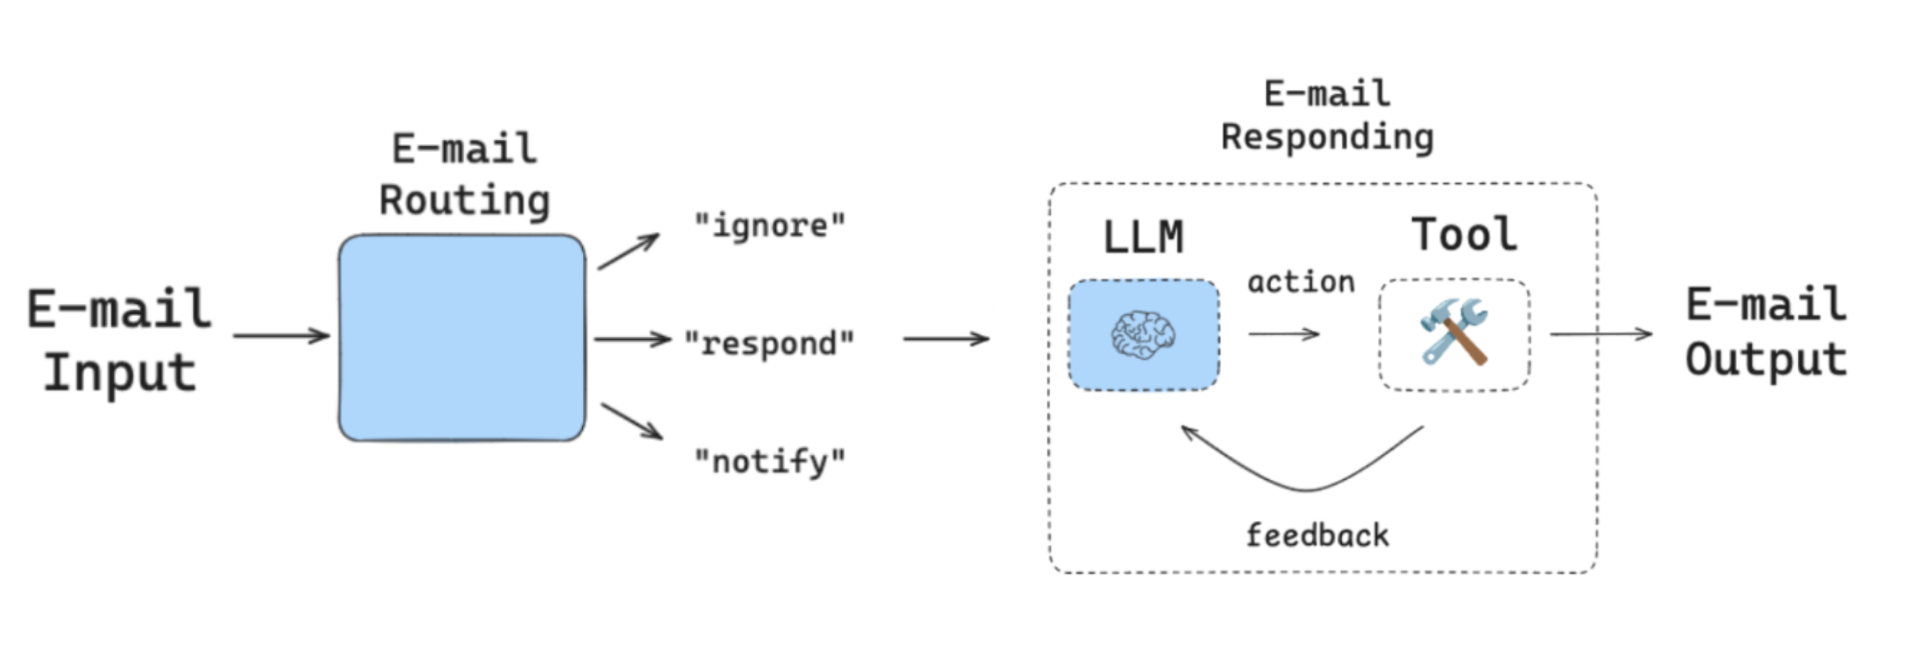 E-mail
Input
E-mail
Routing
"ignore"
"respond"
"notify"
E-mail
Responding
LLM
action
Tool
feedback
E-mail
Output